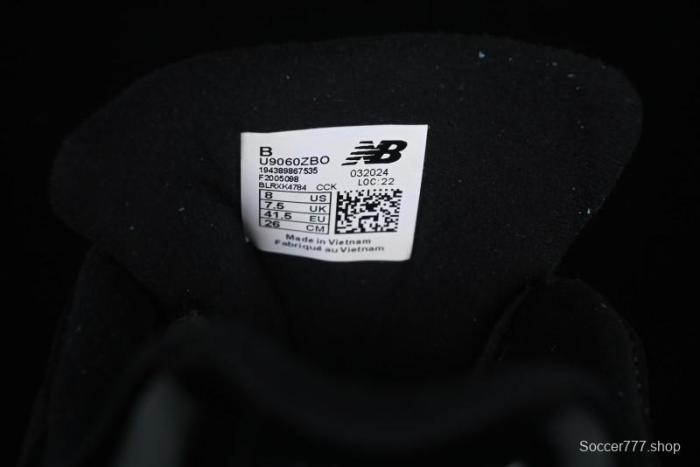 B
U9060ZBO
194389867535
F2005098
BLRXK4784 CCK
NB
032024
LOC:22
8 US
7.5 UK
41.5 EU
26 CM
Made in Vietnam
Fabriqué au Vietnam
Soccer777.shop